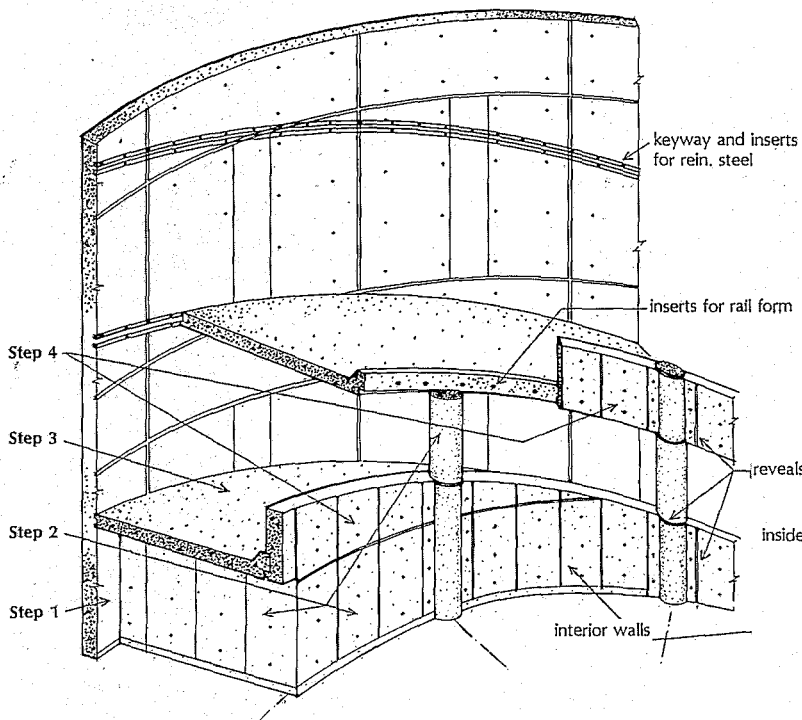 keyway and inserts
for rein. steel
inserts for rail form
Step 4
Step 3
reveals
Step 2
inside
Step 1
interior walls